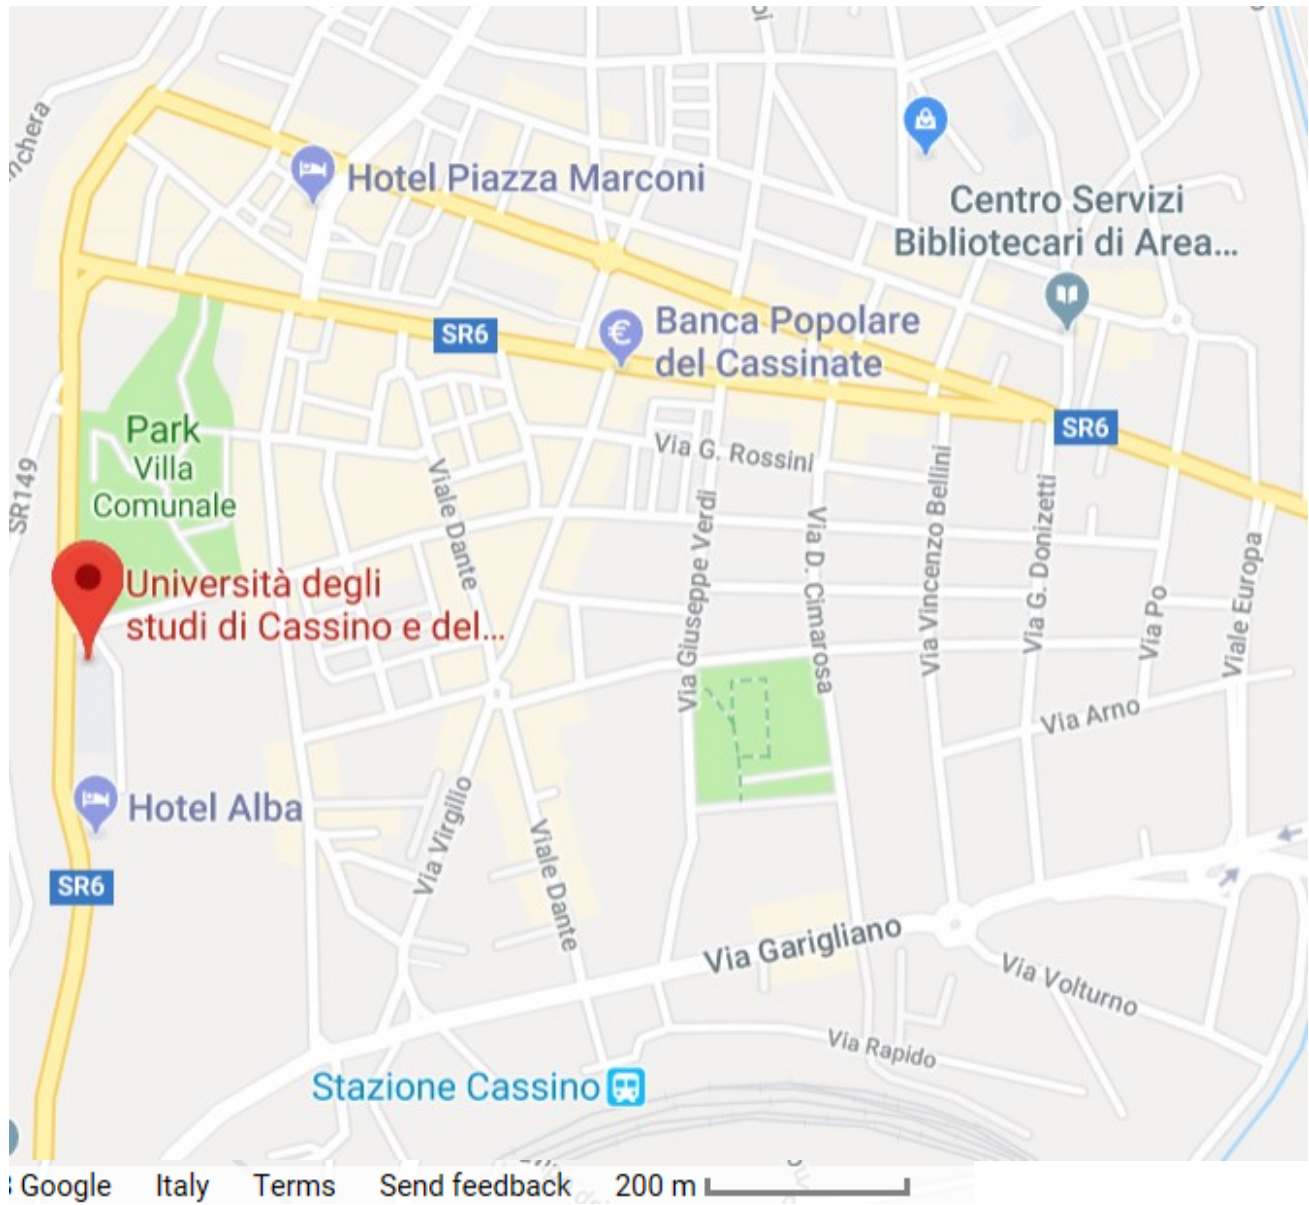 Hotel Piazza Marconi
Centro Servizi
Bibliotecari di Area...
SR6
Banca Popolare
del Cassinate
SR6
Park
Villa
Comunale
Via G. Rossini
SR149
Viale Dante
Via Giuseppe Verdi
Via D. Cimarosa
Via Vincenzo Bellini
Via G. Donizetti
Via Po
Viale Europa
Università degli
studi di Cassino e del...
Via Arno
Hotel Alba
Via Virgilio
Viale Dante
SR6
Via Garigliano
Via Volturno
Via Rapido
Stazione Cassino
Google Italy Terms Send feedback 200 m